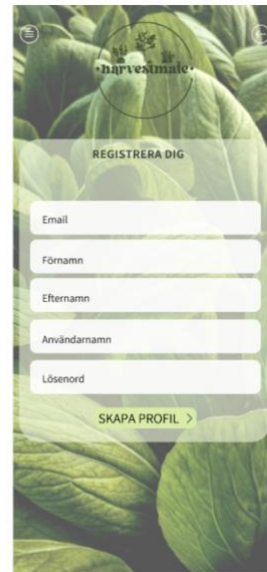 harvestmate
REGISTRERA DIG
Email
Förnamn
Efternamn
Användarnamn
Lösenord
SKAPA PROFIL